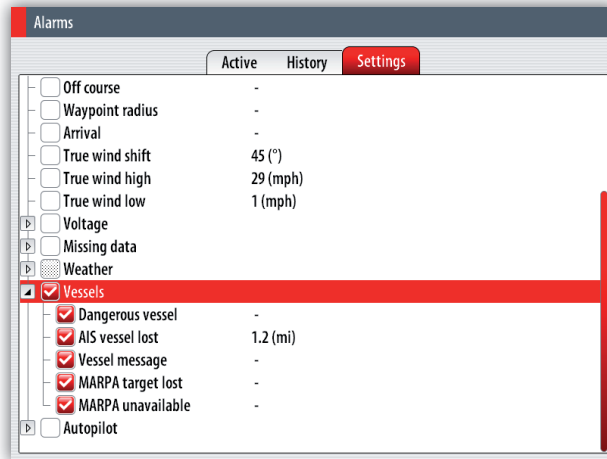 Alarms
Active History Settings
Off course -
Waypoint radius -
Arrival -
True wind shift 45 (°)
True wind high 29 (mph)
True wind low 1 (mph)
Voltage
Missing data
Weather
Vessels
Dangerous vessel -
AIS vessel lost 1.2 (mi)
Vessel message -
MARPA target lost -
MARPA unavailable -
Autopilot